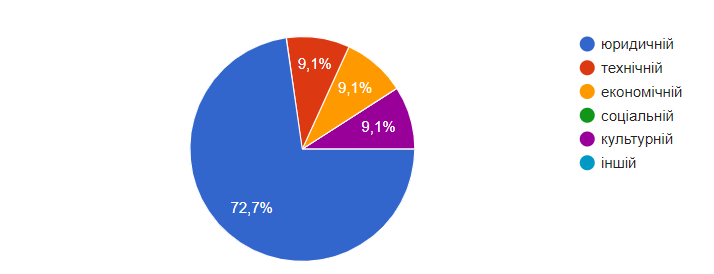 9,1%
9,1%
9,1%
72,7%
юридичній
технічній
економічній
соціальній
культурній
іншій